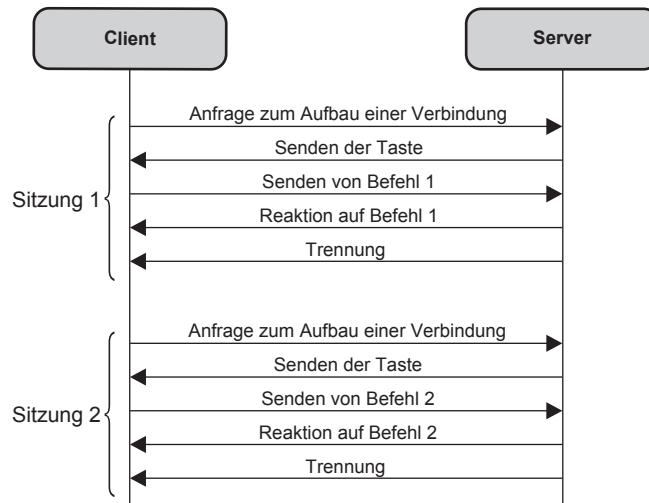 Client
Server
Anfrage zum Aufbau einer Verbindung
Senden der Taste
Senden von Befehl 1
Sitzung 1
Reaktion auf Befehl 1
Trennung
Anfrage zum Aufbau einer Verbindung
Senden der Taste
Senden von Befehl 2
Sitzung 2
Reaktion auf Befehl 2
Trennung